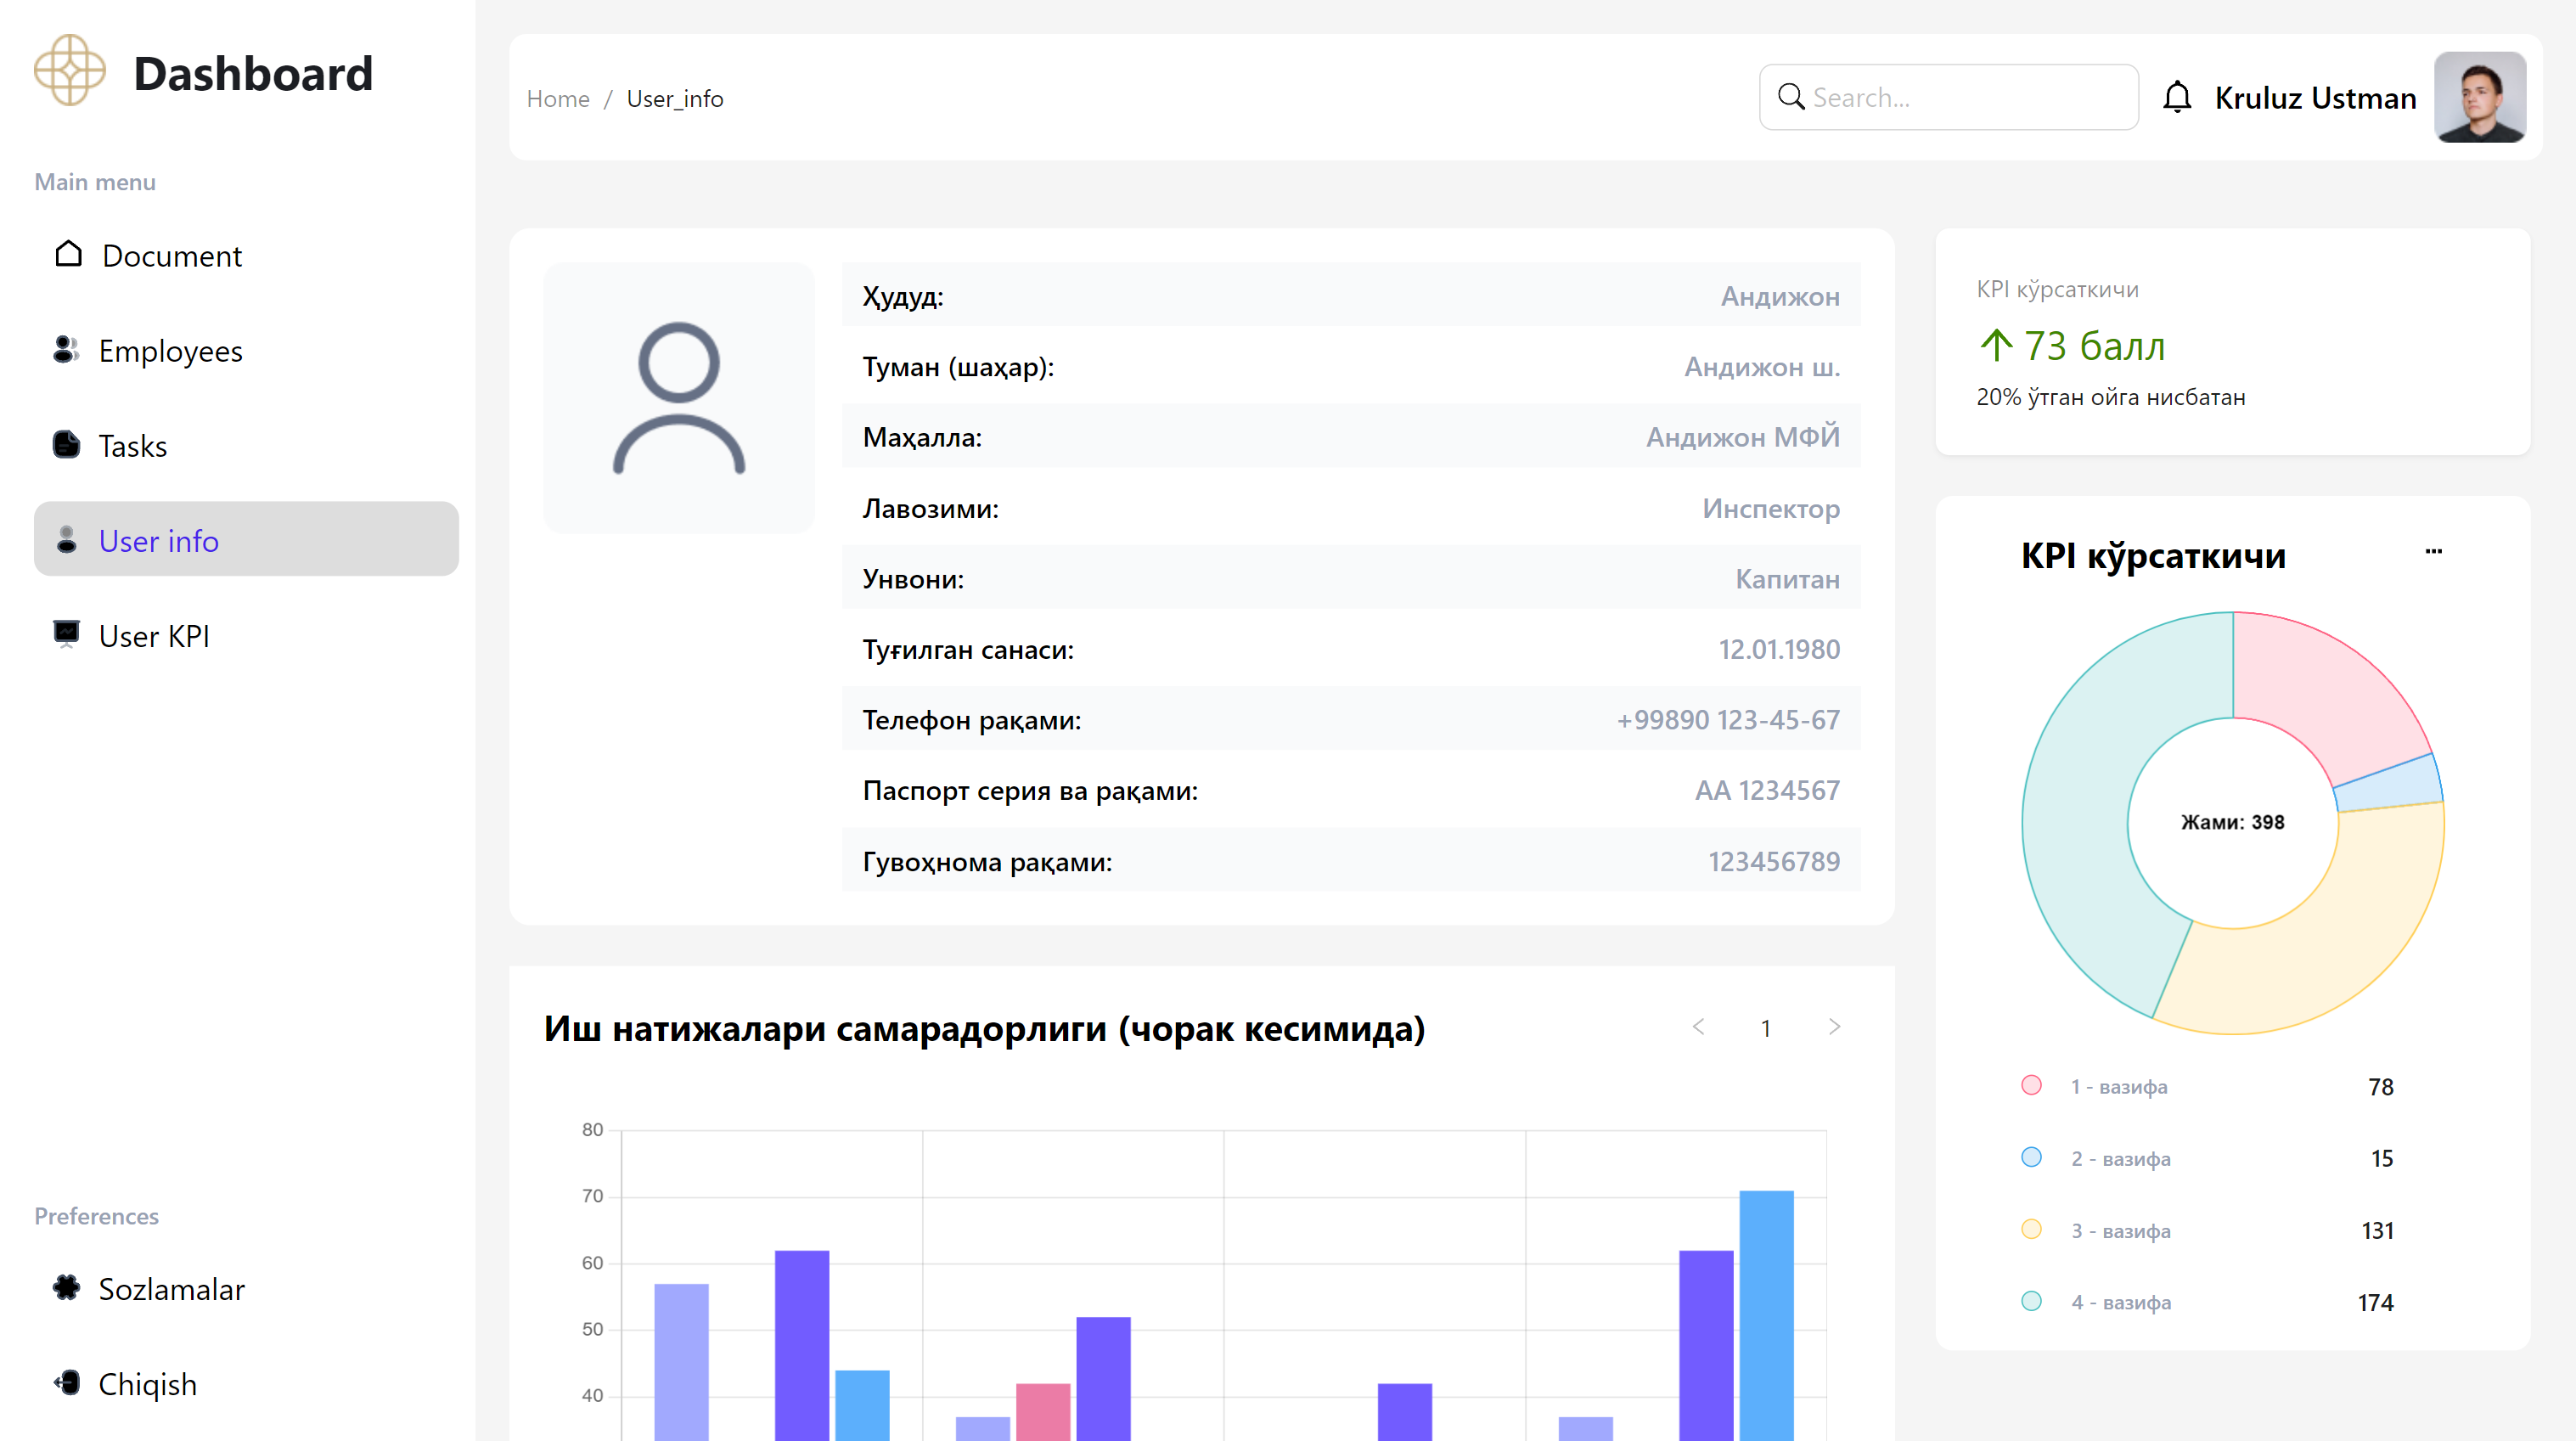 Dashboard
Main menu
Document
Employees
Tasks
User info
User KPI
Preferences
Sozlamalar
Chiqish
Home / User_info
Search...
Kruluz Ustman
Ҳудуд: Андижон
Туман (шаҳар): Андижон ш.
Маҳалла: Андижон МФЙ
Лавозими: Инспектор
Унвони: Капитан
Туғилган санаси: 12.01.1980
Телефон рақами: +99890 123-45-67
Паспорт серия ва рақами: АА 1234567
Гувоҳнома рақами: 123456789
Иш натижалари самарадорлиги (чорак кесимида)
1
80
70
60
50
40
KPI кўрсаткичи
73 балл
20% ўтган ойга нисбатан
KPI кўрсаткичи
Жами: 398
1 - вазифа 78
2 - вазифа 15
3 - вазифа 131
4 - вазифа 174